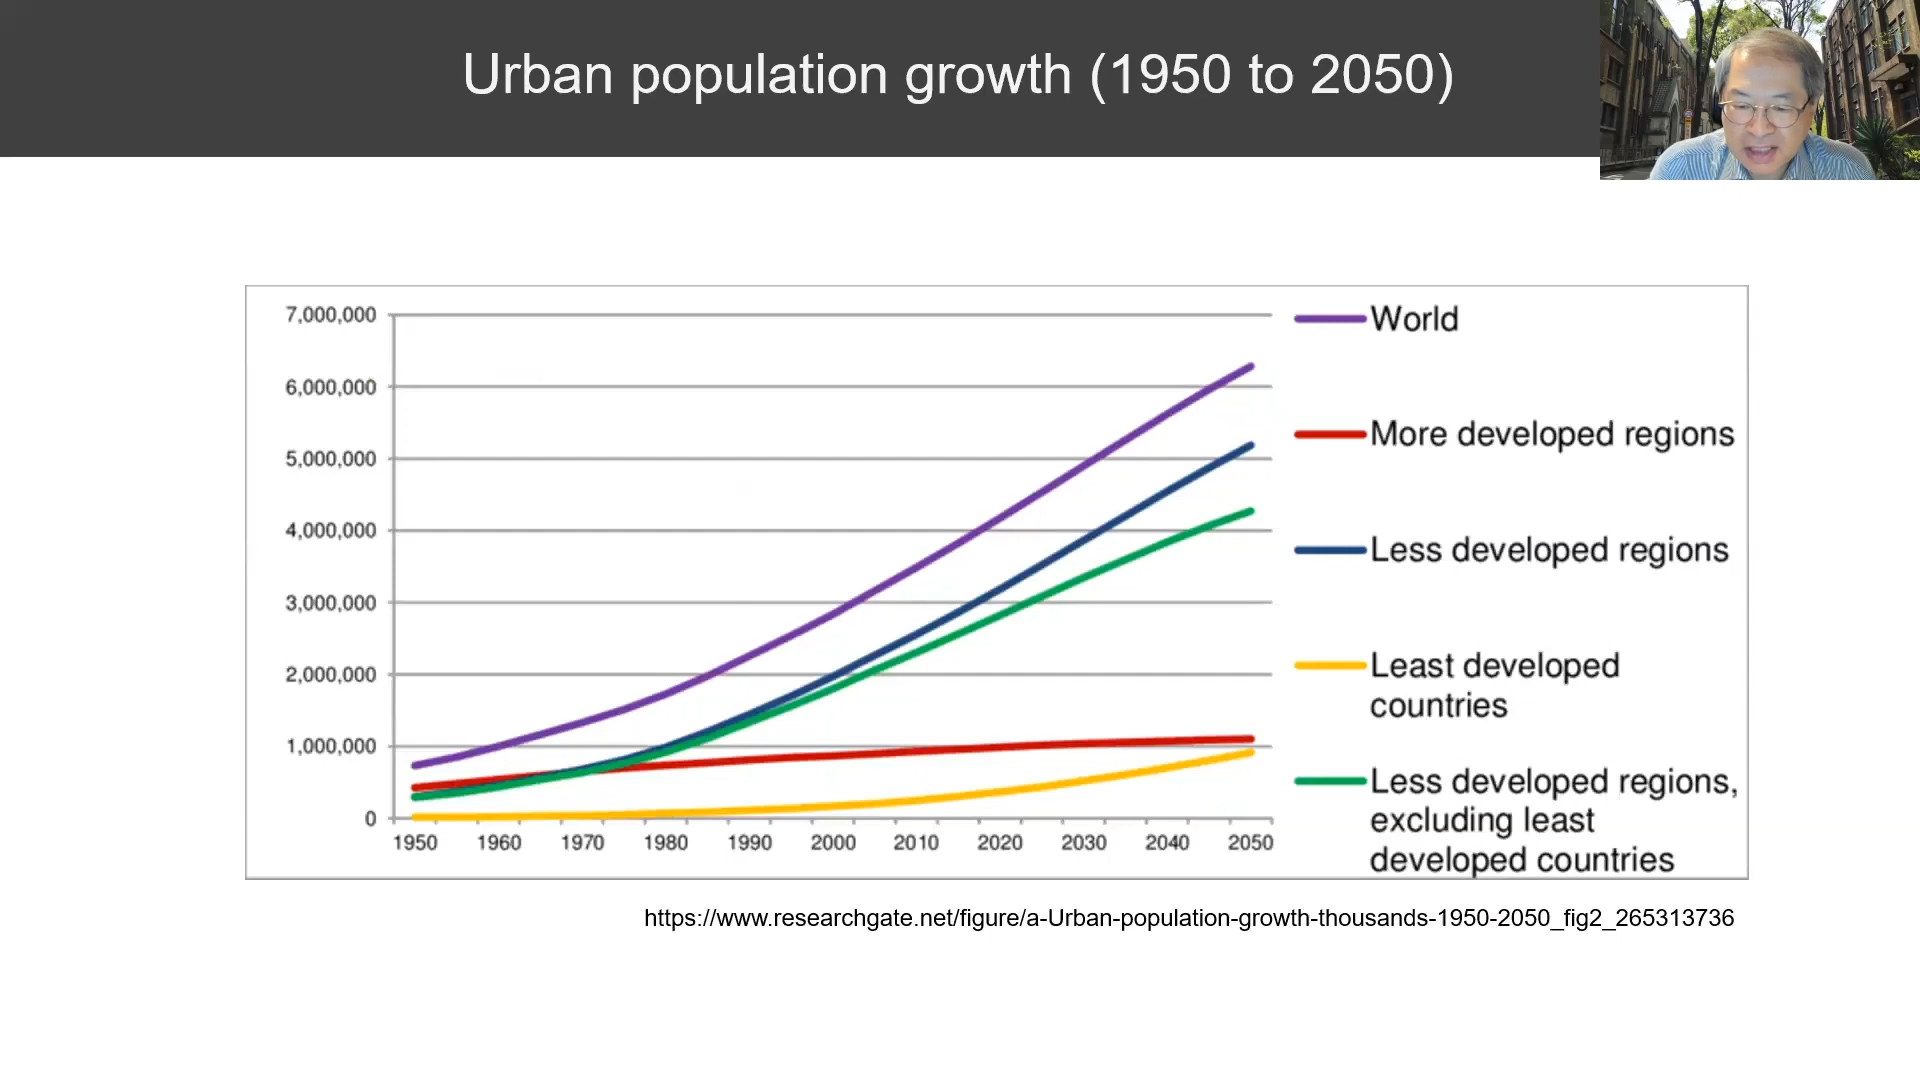 Urban population growth (1950 to 2050)
7,000,000
6,000,000
5,000,000
4,000,000
3,000,000
2,000,000
1,000,000
0
1950 1960 1970 1980 1990 2000 2010 2020 2030 2040 2050
World
More developed regions
Less developed regions
Least developed
countries
Less developed regions,
excluding least
developed countries
https://www.researchgate.net/figure/a-Urban-population-growth-thousands-1950-2050_fig2_265313736